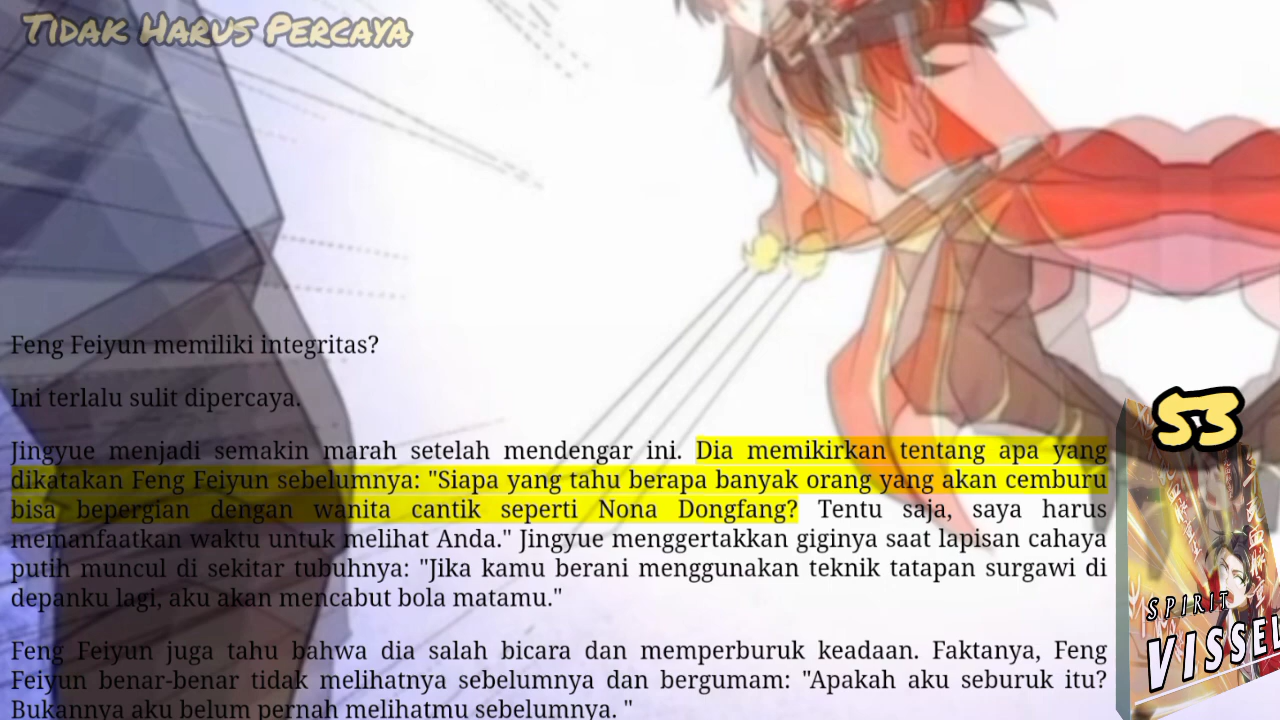 Tidak Harus Percaya
Feng Feiyun memiliki integritas?
Ini terlalu sulit dipercaya.
Jingyue menjadi semakin marah setelah mendengar ini. Dia memikirkan tentang apa yang
dikatakan Feng Feiyun sebelumnya: "Siapa yang tahu berapa banyak orang yang akan cemburu
bisa bepergian dengan wanita cantik seperti Nona Dongfang? Tentu saja, saya harus
memanfaatkan waktu untuk melihat Anda." Jingyue menggertakkan giginya saat lapisan cahaya
putih muncul di sekitar tubuhnya: "Jika kamu berani menggunakan teknik tatapan surgawi di
depanku lagi, aku akan mencabut bola matamu."
Feng Feiyun juga tahu bahwa dia salah bicara dan memperburuk keadaan. Faktanya, Feng
Feiyun benar-benar tidak melihatnya sebelumnya dan bergumam: "Apakah aku seburuk itu?
Bukannya aku belum pernah melihatmu sebelumnya. "
53
SPIRIT
VISSEL